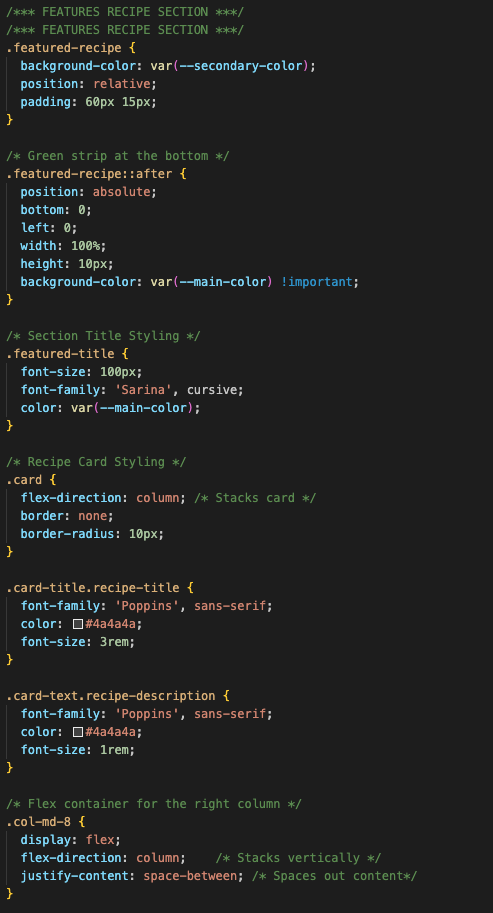 /*** FEATURES RECIPE SECTION ***/
/*** FEATURES RECIPE SECTION ***/
.featured-recipe {
  background-color: var(--secondary-color);
  position: relative;
  padding: 60px 15px;
}

/* Green strip at the bottom */
.featured-recipe::after {
  position: absolute;
  bottom: 0;
  left: 0;
  width: 100%;
  height: 10px;
  background-color: var(--main-color) !important;
}

/* Section Title Styling */
.featured-title {
  font-size: 100px;
  font-family: 'Sarina', cursive;
  color: var(--main-color);
}

/* Recipe Card Styling */
.card {
  flex-direction: column; /* Stacks card */
  border: none;
  border-radius: 10px;
}

.card-title.recipe-title {
  font-family: 'Poppins', sans-serif;
  color: #4a4a4a;
  font-size: 3rem;
}

.card-text.recipe-description {
  font-family: 'Poppins', sans-serif;
  color: #4a4a4a;
  font-size: 1rem;
}

/* Flex container for the right column */
.col-md-8 {
  display: flex;
  flex-direction: column;    /* Stacks vertically */
  justify-content: space-between; /* Spaces out content*/
}